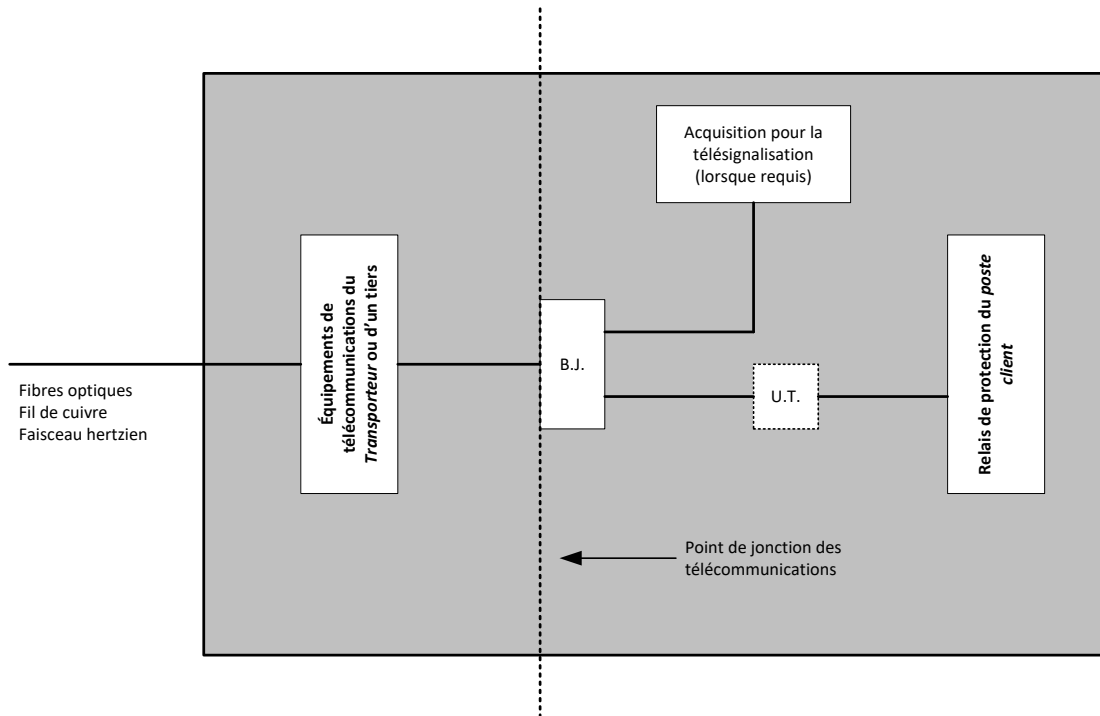 Acquisition pour la
télésignalisation
(lorsque requis)
Équipements de
télécommunications du
Transporteur ou d'un tiers
B.J.
U.T.
Relais de protection du poste
client
Fibres optiques
Fil de cuivre
Faisceau hertzien
Point de jonction des
télécommunications